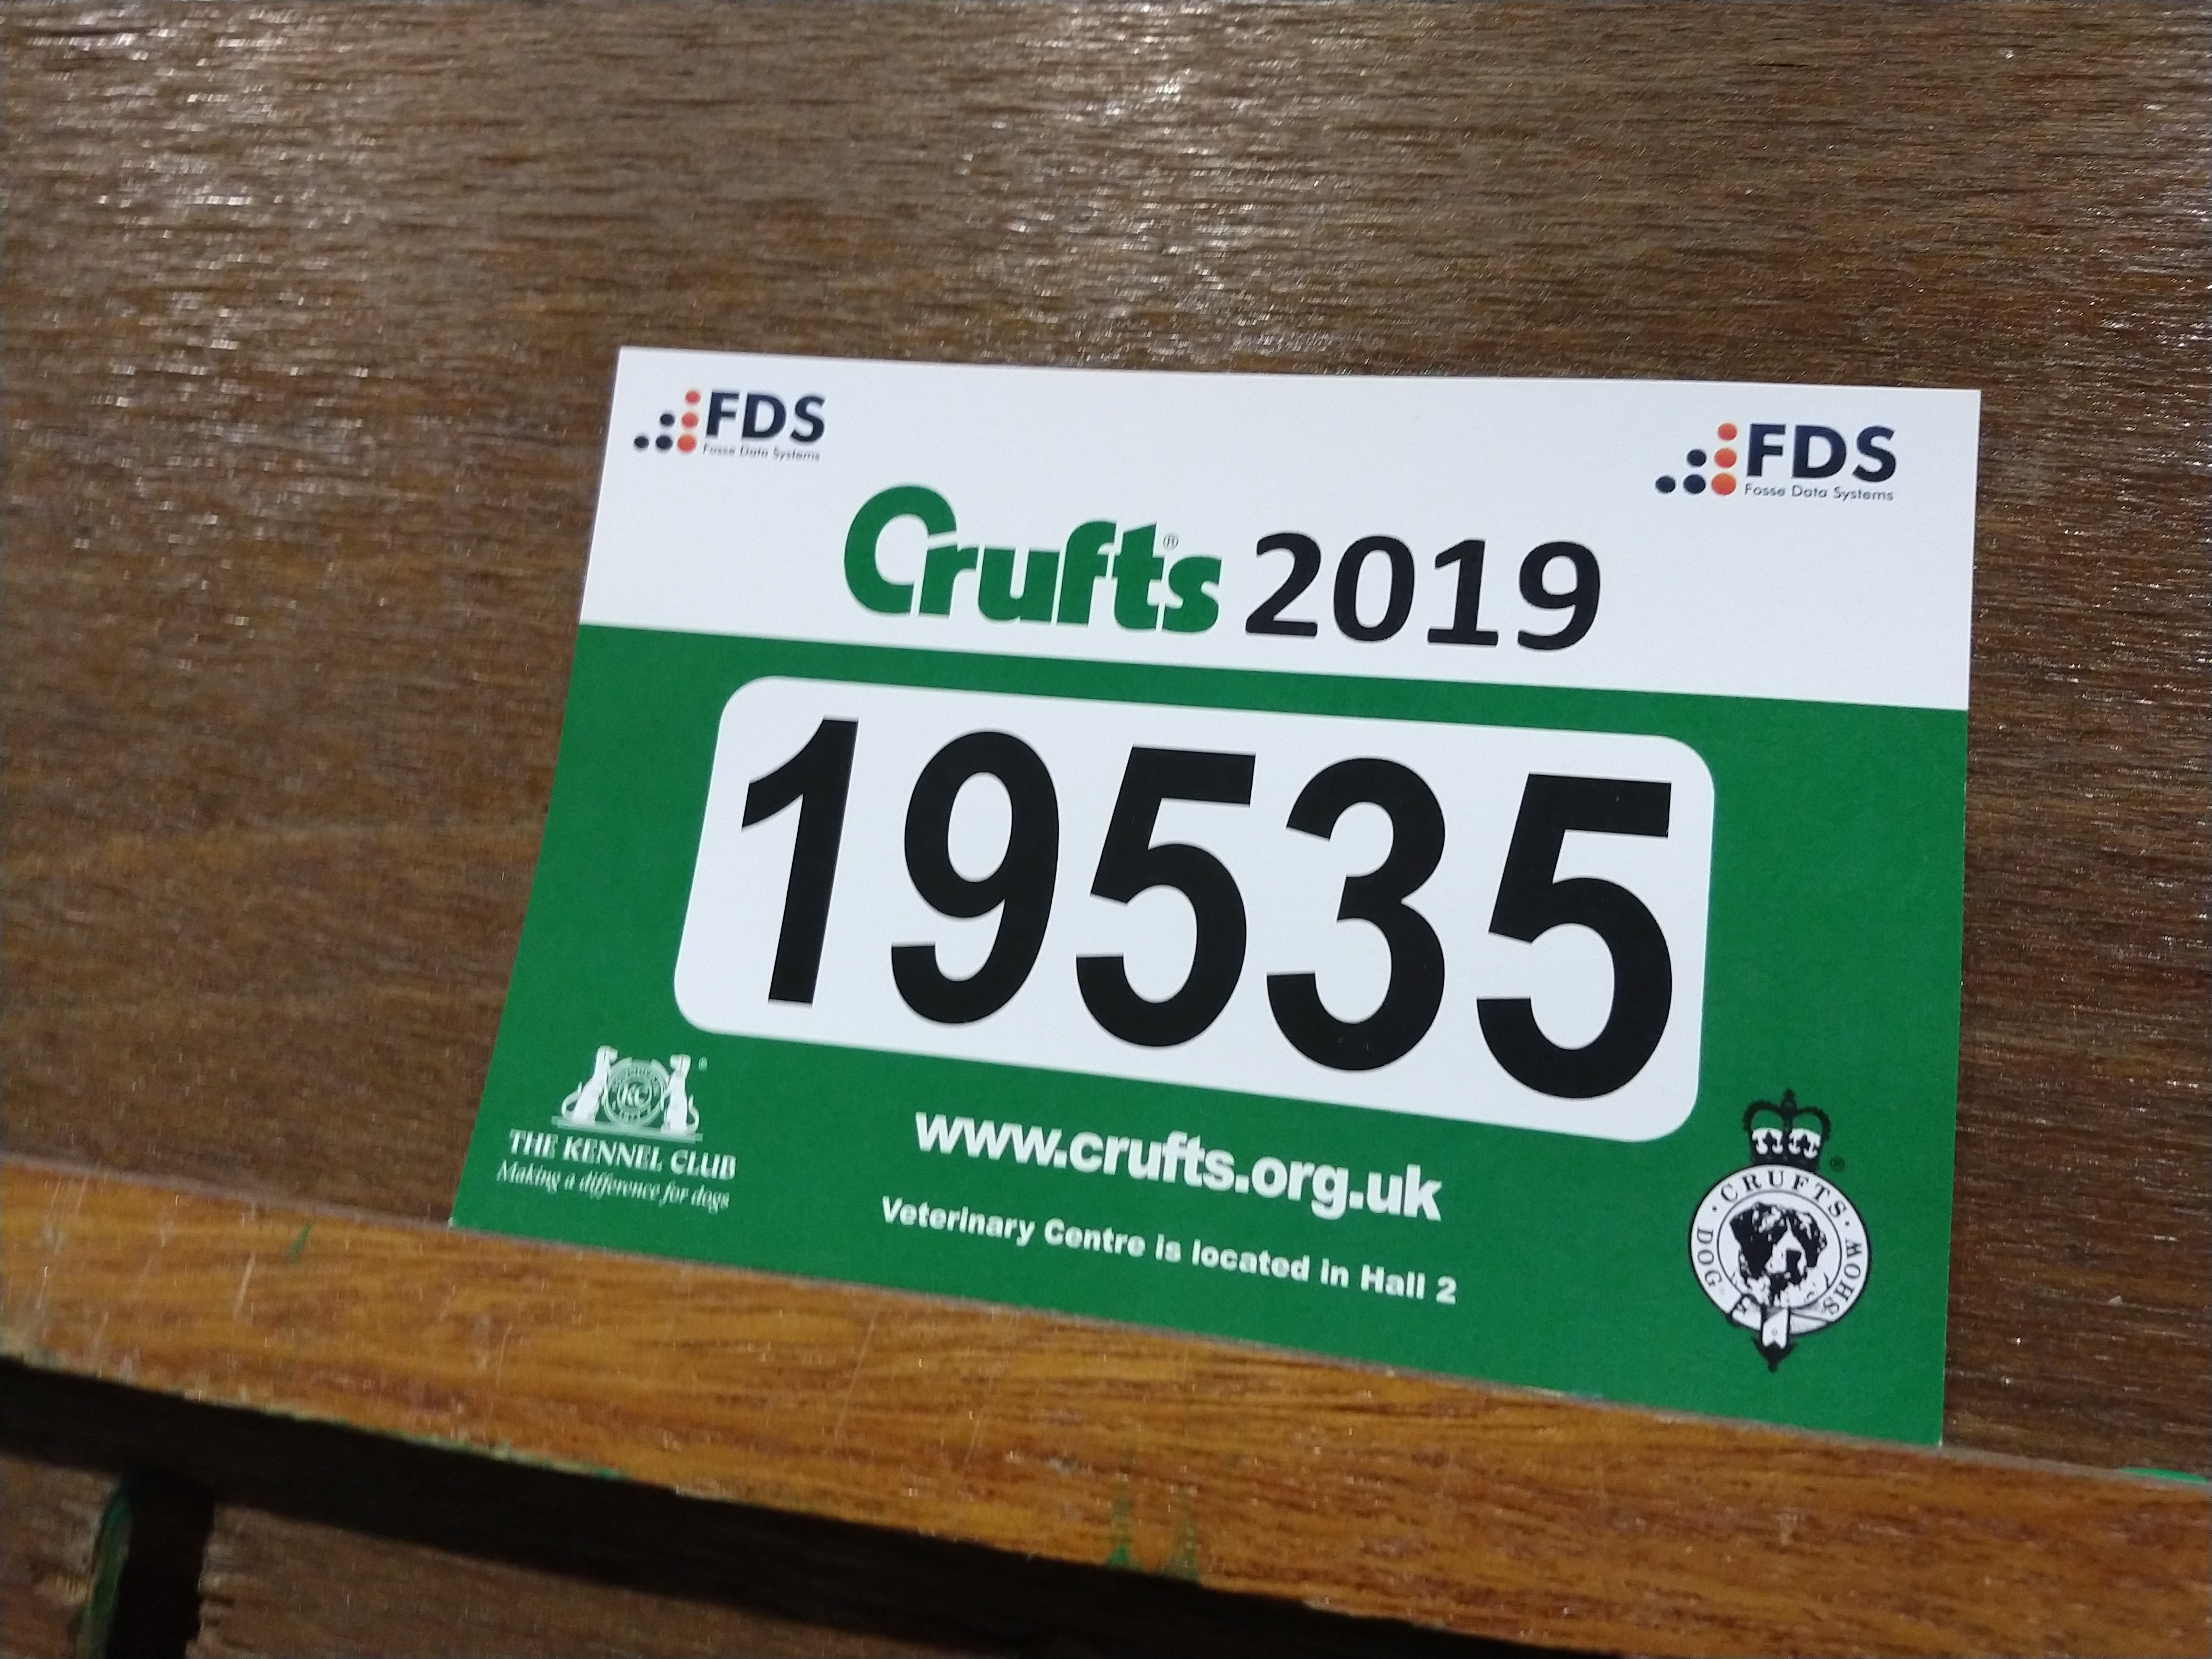 FDS
Fosse Data Systems
FDS
Fosse Data Systems
Crufts® 2019
19535
KC
THE KENNEL CLUB
Making a difference for dogs
www.crufts.org.uk
Veterinary Centre is located in Hall 2
· CRUFTS ·
DOG SHOW